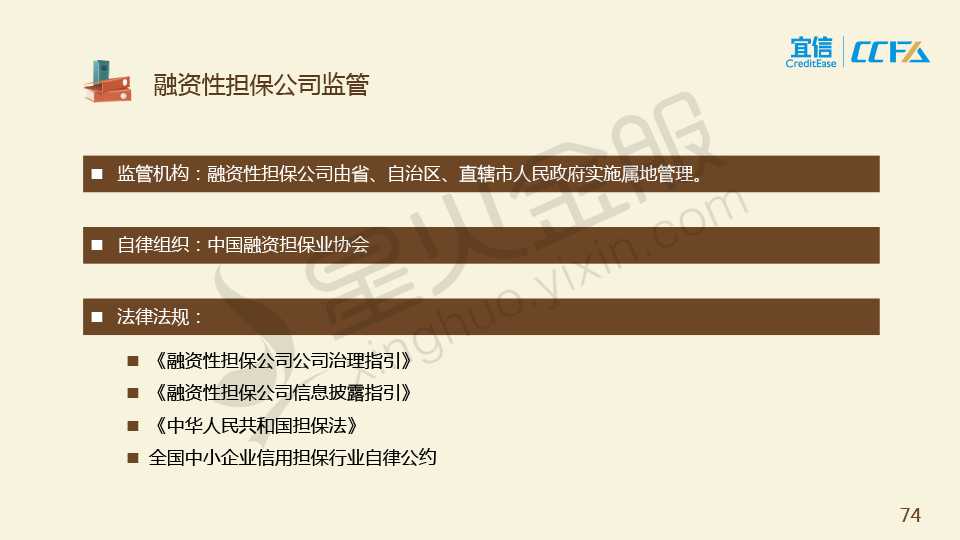 宜信
CreditEase
CCFA
融资性担保公司监管
监管机构：融资性担保公司由省、自治区、直辖市人民政府实施属地管理。
自律组织：中国融资担保业协会
法律法规：
《融资性担保公司公司治理指引》
《融资性担保公司信息披露指引》
《中华人民共和国担保法》
全国中小企业信用担保行业自律公约
星火金服
xinghuo.yixin.com
74